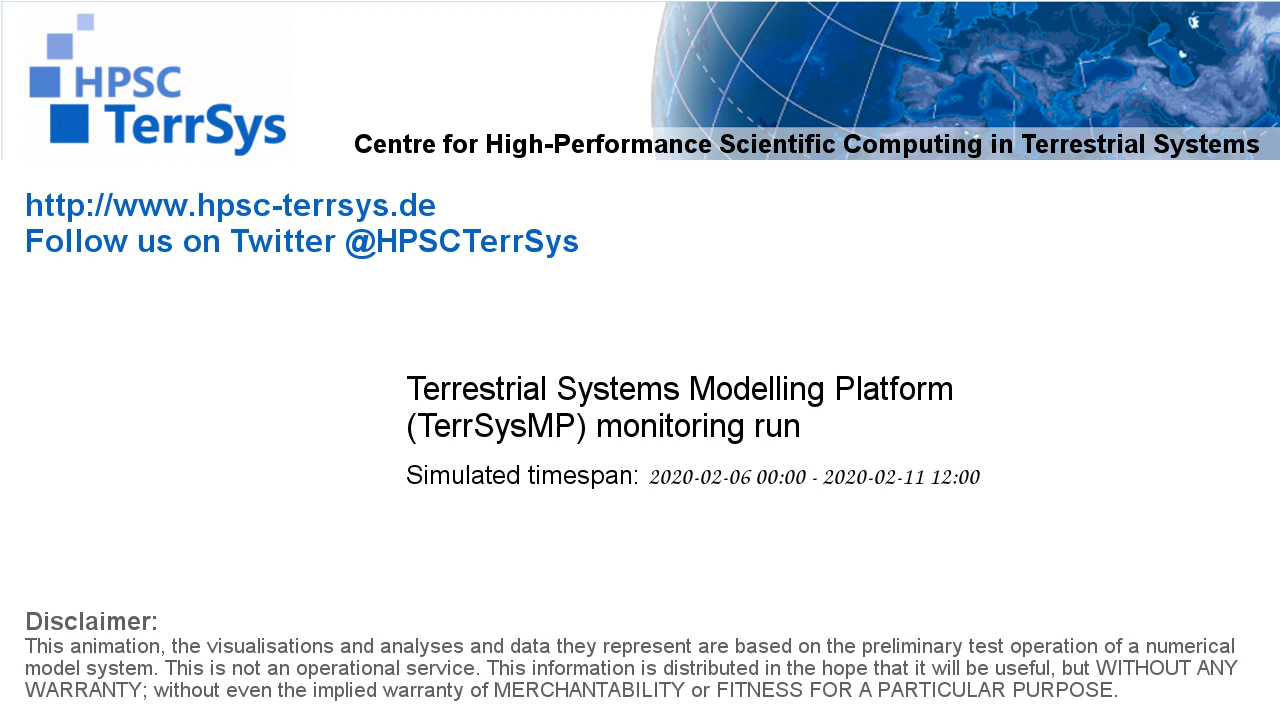 HPSC
TerrSys
Centre for High-Performance Scientific Computing in Terrestrial Systems
http://www.hpsc-terrsys.de
Follow us on Twitter @HPSCTerrSys
Terrestrial Systems Modelling Platform
(TerrSysMP) monitoring run
Simulated timespan: 2020-02-06 00:00 - 2020-02-11 12:00
Disclaimer:
This animation, the visualisations and analyses and data they represent are based on the preliminary test operation of a numerical
model system. This is not an operational service. This information is distributed in the hope that it will be useful, but WITHOUT ANY
WARRANTY; without even the implied warranty of MERCHANTABILITY or FITNESS FOR A PARTICULAR PURPOSE.